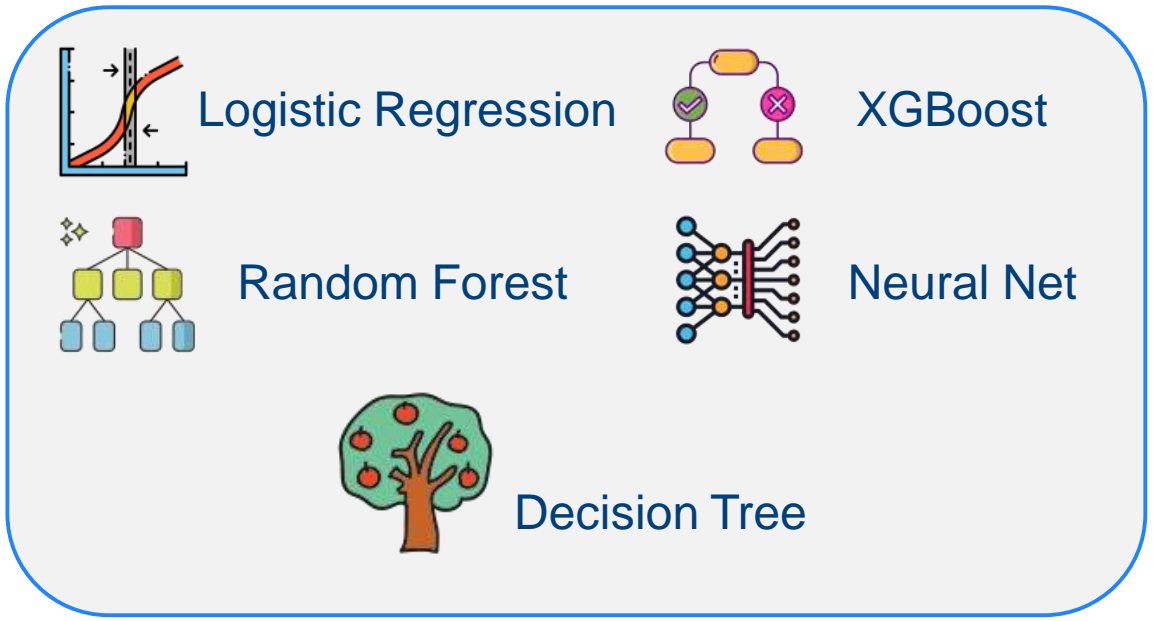 Logistic Regression
XGBoost
Random Forest
Neural Net
Decision Tree